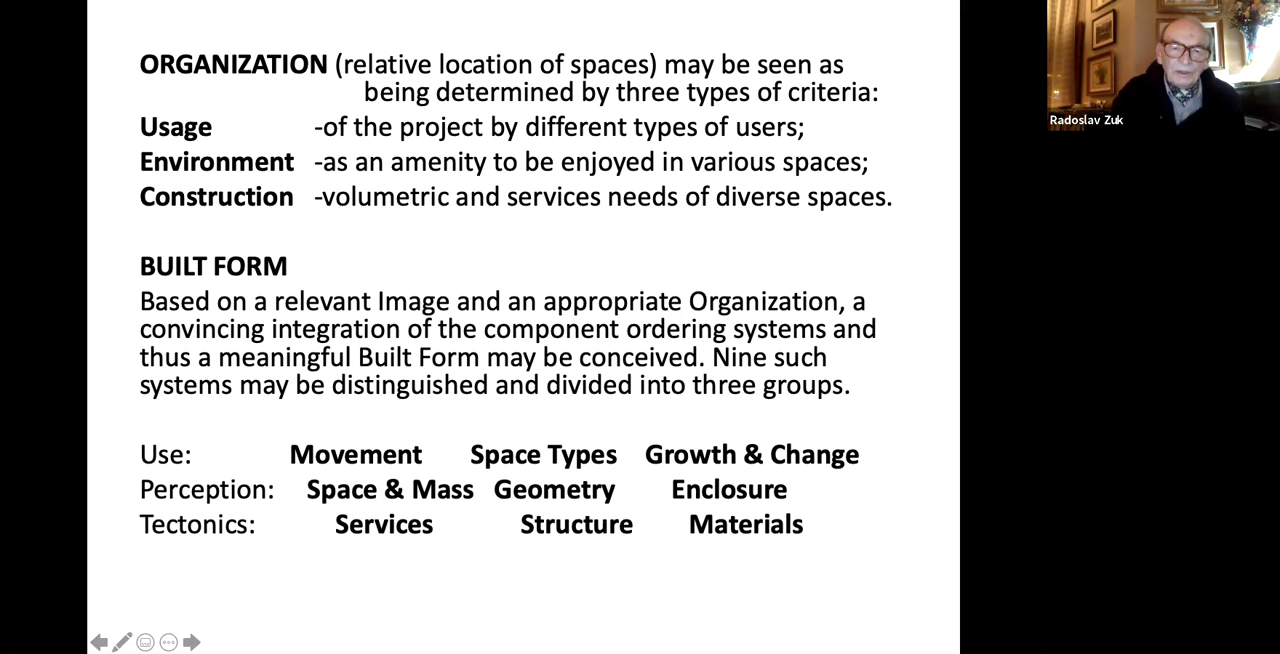 ORGANIZATION (relative location of spaces) may be seen as
being determined by three types of criteria:
Usage -of the project by different types of users;
Environment -as an amenity to be enjoyed in various spaces;
Construction -volumetric and services needs of diverse spaces.
BUILT FORM
Based on a relevant Image and an appropriate Organization, a
convincing integration of the component ordering systems and
thus a meaningful Built Form may be conceived. Nine such
systems may be distinguished and divided into three groups.
Use: Movement Space Types Growth & Change
Perception: Space & Mass Geometry Enclosure
Tectonics: Services Structure Materials
Radoslav Zuk